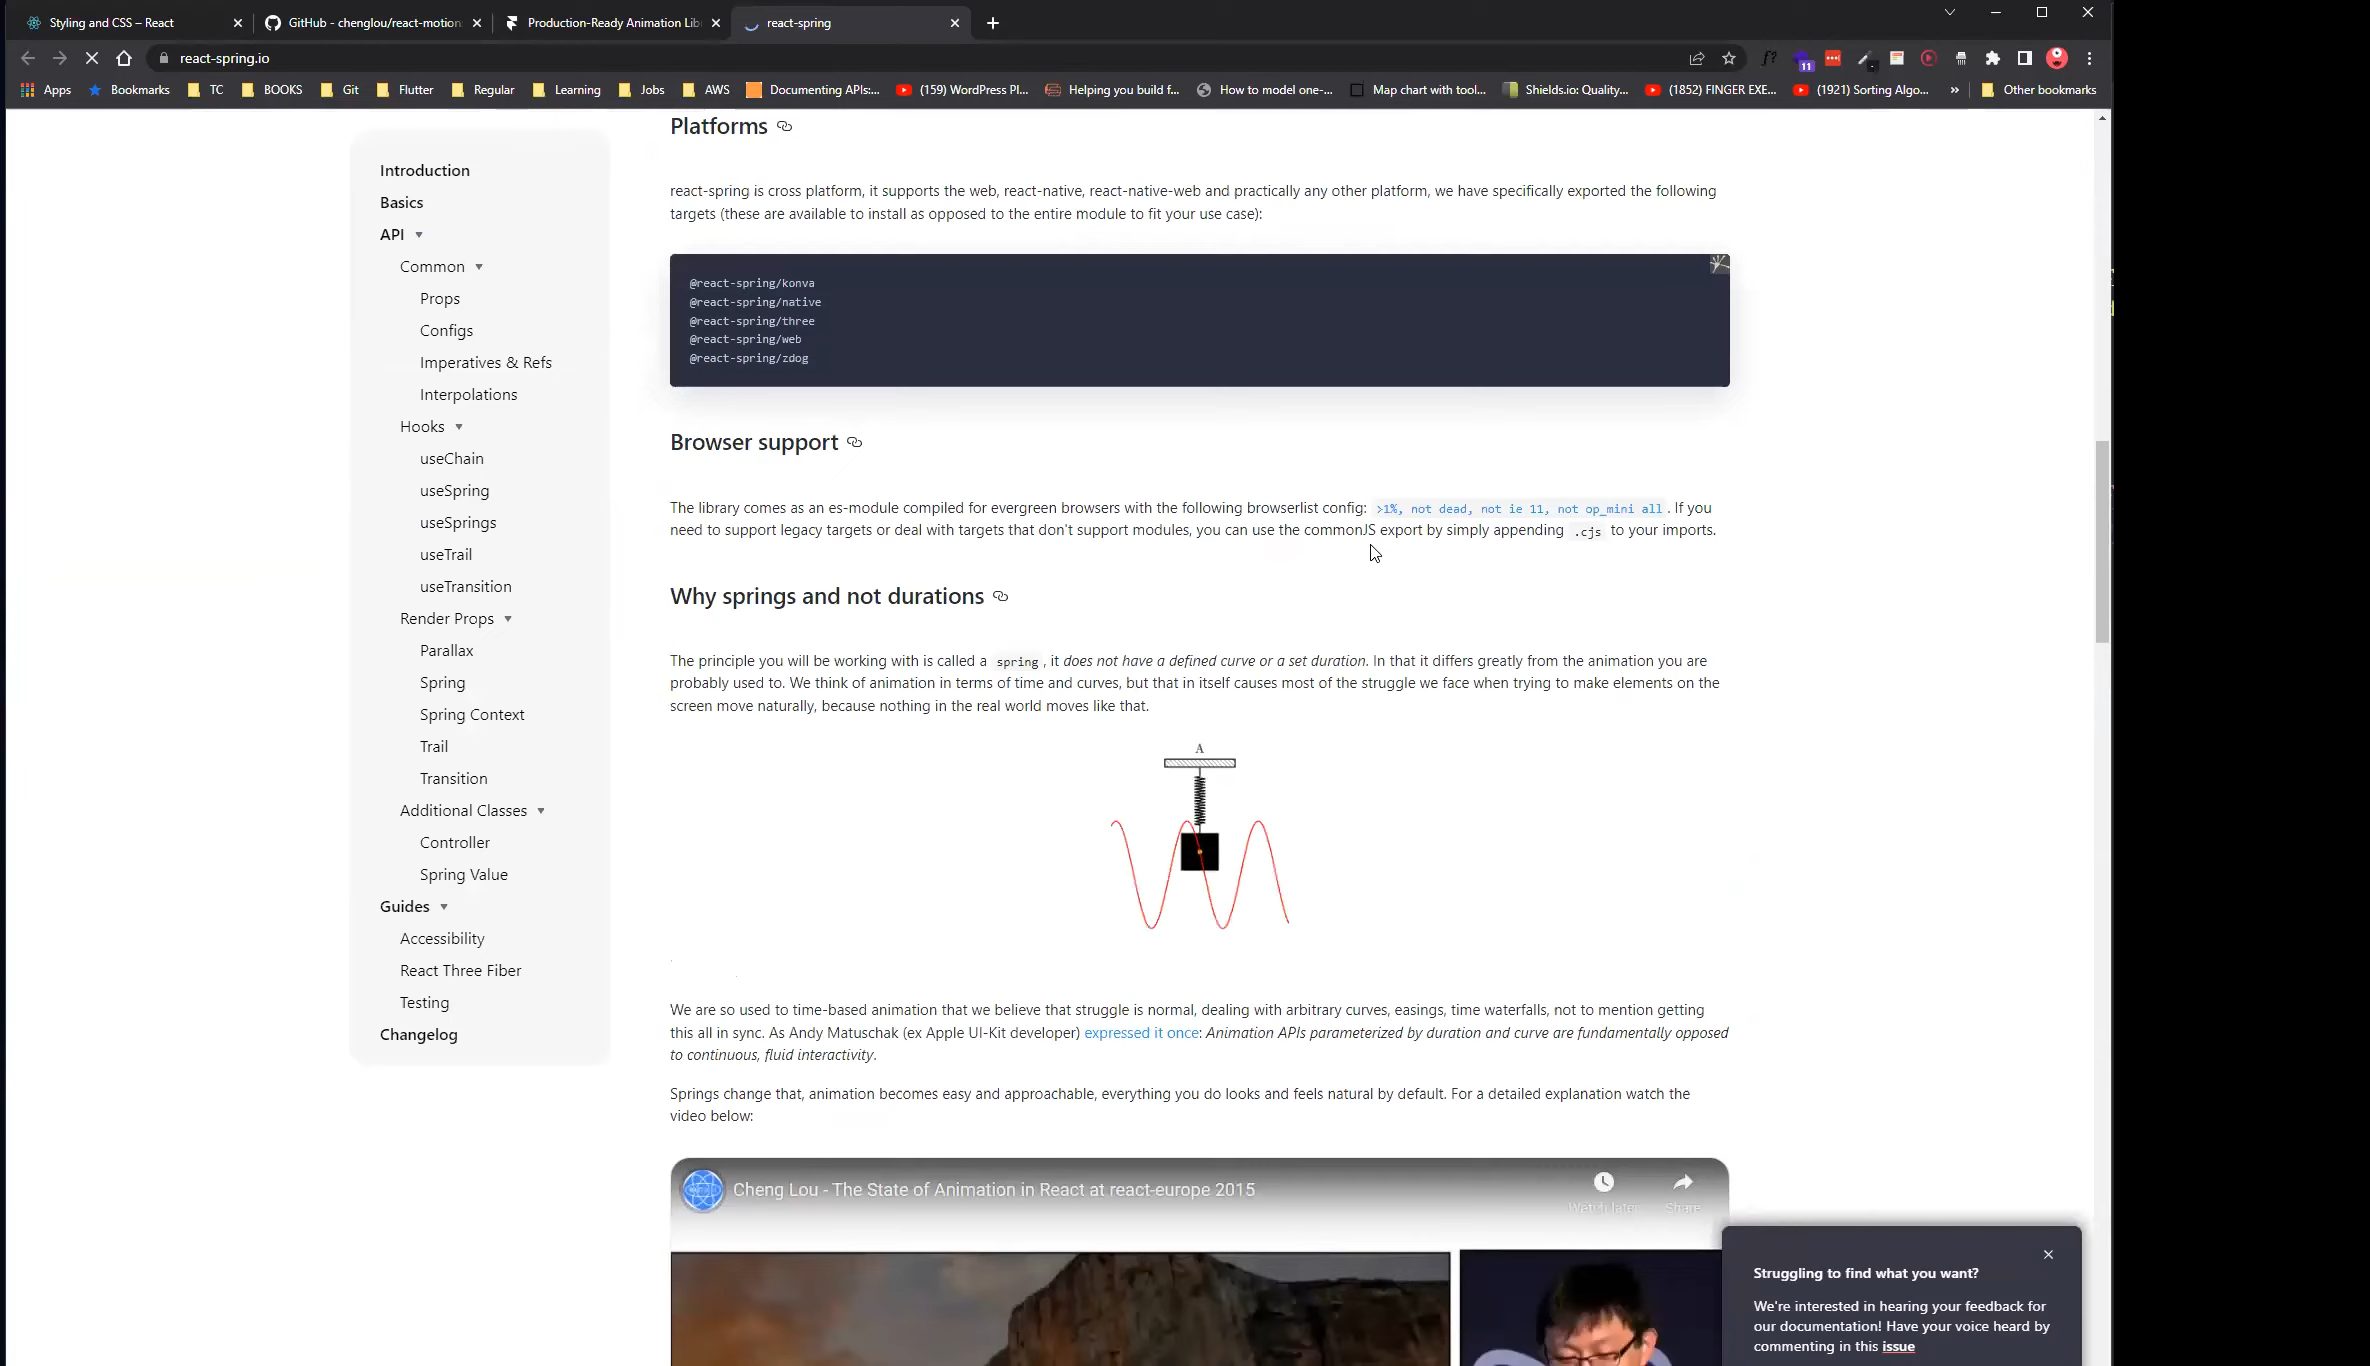 Styling and CSS – React
GitHub - chenglou/react-motion
Production-Ready Animation Lib
react-spring
react-spring.io
f?
11
Apps
Bookmarks
TC
BOOKS
Git
Flutter
Regular
Learning
Jobs
AWS
Documenting APIs:...
(159) WordPress Pl...
Helping you build f...
How to model one-...
Map chart with tool...
Shields.io: Quality...
(1852) FINGER EXE...
(1921) Sorting Algo...
»
Other bookmarks
Introduction
Basics
API
Common
Props
Configs
Imperatives & Refs
Interpolations
Hooks
useChain
useSpring
useSprings
useTrail
useTransition
Render Props
Parallax
Spring
Spring Context
Trail
Transition
Additional Classes
Controller
Spring Value
Guides
Accessibility
React Three Fiber
Testing
Changelog
Platforms
react-spring is cross platform, it supports the web, react-native, react-native-web and practically any other platform, we have specifically exported the following
targets (these are available to install as opposed to the entire module to fit your use case):
@react-spring/konva
@react-spring/native
@react-spring/three
@react-spring/web
@react-spring/zdog
Browser support
The library comes as an es-module compiled for evergreen browsers with the following browserlist config: >1%, not dead, not ie 11, not op_mini all. If you
need to support legacy targets or deal with targets that don't support modules, you can use the commonJS export by simply appending .cjs to your imports.
Why springs and not durations
The principle you will be working with is called a spring, it does not have a defined curve or a set duration. In that it differs greatly from the animation you are
probably used to. We think of animation in terms of time and curves, but that in itself causes most of the struggle we face when trying to make elements on the
screen move naturally, because nothing in the real world moves like that.
A
We are so used to time-based animation that we believe that struggle is normal, dealing with arbitrary curves, easings, time waterfalls, not to mention getting
this all in sync. As Andy Matuschak (ex Apple UI-Kit developer) expressed it once: Animation APIs parameterized by duration and curve are fundamentally opposed
to continuous, fluid interactivity.
Springs change that, animation becomes easy and approachable, everything you do looks and feels natural by default. For a detailed explanation watch the
video below:
Cheng Lou - The State of Animation in React at react-europe 2015
Watch later
Share
Struggling to find what you want?
We're interested in hearing your feedback for
our documentation! Have your voice heard by
commenting in this issue